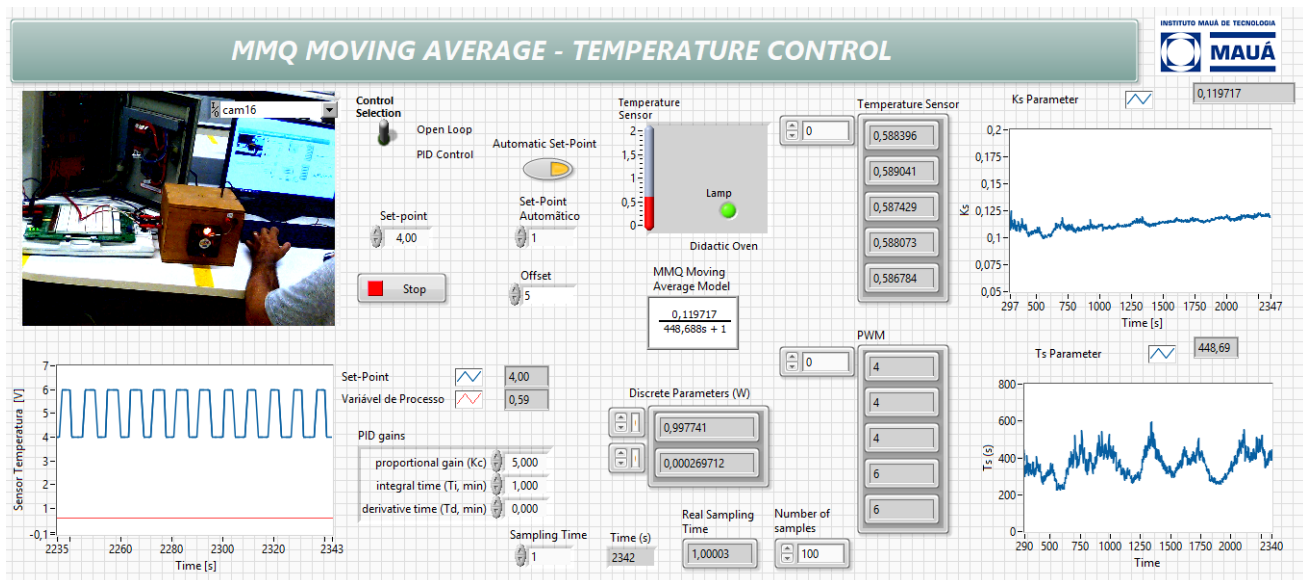 MMQ MOVING AVERAGE - TEMPERATURE CONTROL
INSTITUTO MAUÁ DE TECNOLOGIA
MAUÁ
cam16
Control
Selection
Open Loop
PID Control
Automatic Set-Point
Set-point
4,00
Set-Point
Automático
1
Stop
Offset
5
Temperature
Sensor
2
1,5
1
0,5
0
Lamp
Didactic Oven
MMQ Moving
Average Model
0,119717
448,688s + 1
0
Temperature Sensor
0,588396
0,589041
0,587429
0,588073
0,586784
Ks Parameter
0,119717
Ks
0,2
0,175
0,15
0,125
0,1
0,075
0,05
297 500 750 1000 1250 1500 1750 2000 2347
Time [s]
Sensor Temperatura [V]
7
6
5
4
3
2
1
-0,1
2235 2260 2280 2300 2320 2343
Time [s]
Set-Point 4,00
Variável de Processo 0,59
PID gains
proportional gain (Kc) 5,000
integral time (Ti, min) 1,000
derivative time (Td, min) 0,000
Sampling Time
1
Time (s)
2342
Discrete Parameters (W)
0,997741
0,000269712
Real Sampling
Time
1,00003
Number of
samples
100
PWM
0
4
4
4
6
6
Ts Parameter
448,69
Ts (s)
800
600
400
200
0
290 500 750 1000 1250 1500 1750 2000 2340
Time